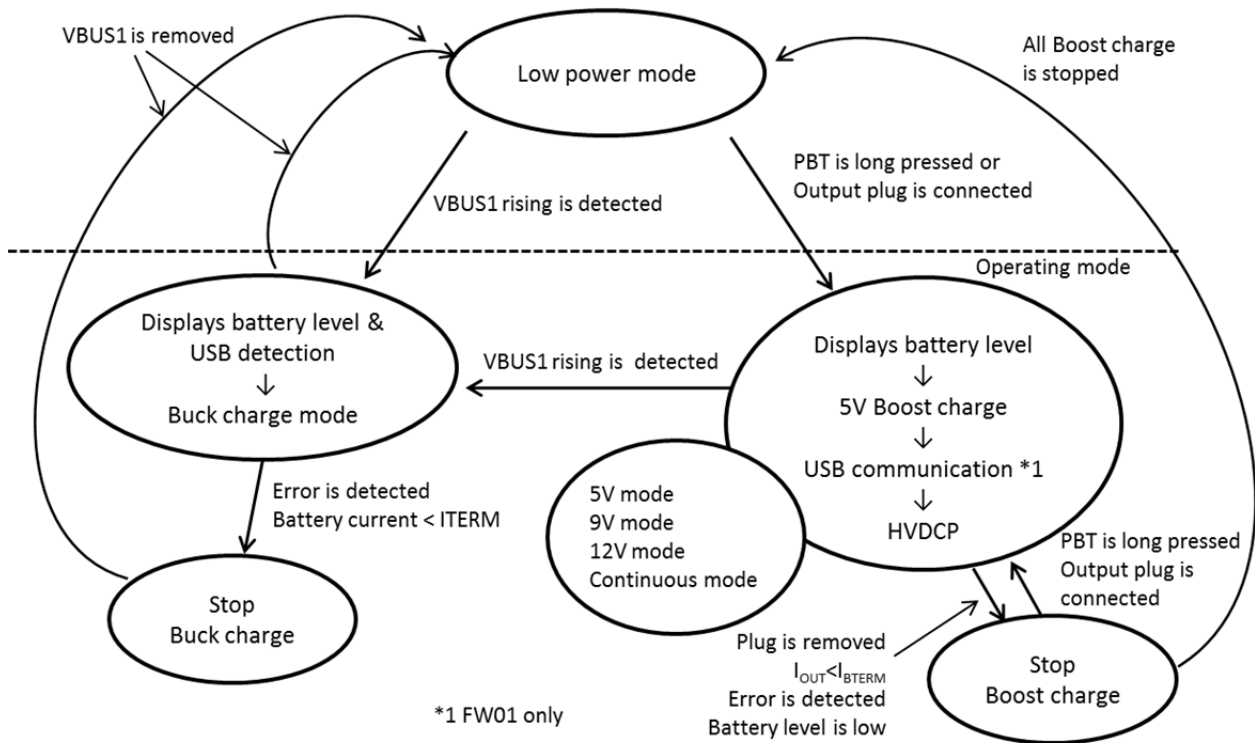 VBUS1 is removed
Low power mode
All Boost charge
is stopped
PBT is long pressed or
Output plug is connected
VBUS1 rising is detected
Operating mode
Displays battery level &
USB detection
↓
Buck charge mode
VBUS1 rising is  detected
Displays battery level
↓
5V Boost charge
↓
USB communication *1
↓
HVDCP
5V mode
9V mode
12V mode
Continuous mode
Error is detected
Battery current < ITERM
Stop
Buck charge
PBT is long pressed
Output plug is
connected
Plug is removed
IOUT<IBTERM
Error is detected
Battery level is low
Stop
Boost charge
*1 FW01 only